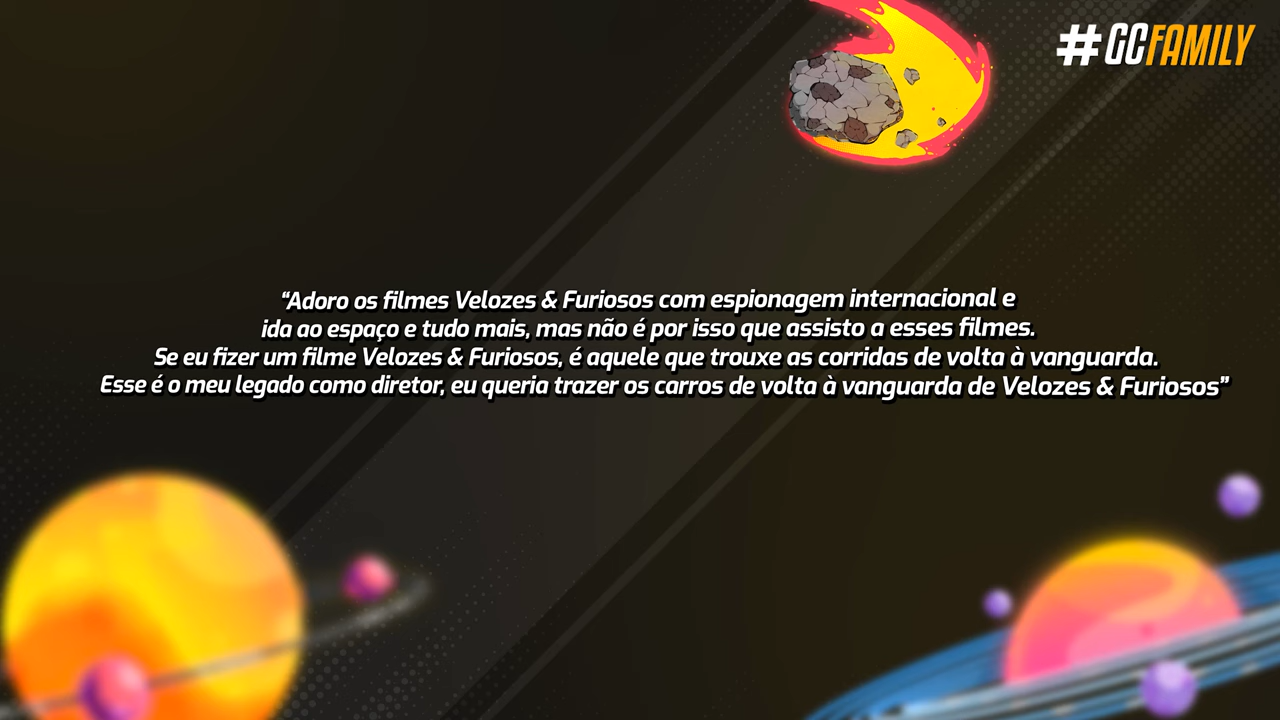 #GCFAMILY
“Adoro os filmes Velozes & Furiosos com espionagem internacional e
ida ao espaço e tudo mais, mas não é por isso que assisto a esses filmes.
Se eu fizer um filme Velozes & Furiosos, é aquele que trouxe as corridas de volta à vanguarda.
Esse é o meu legado como diretor, eu queria trazer os carros de volta à vanguarda de Velozes & Furiosos”